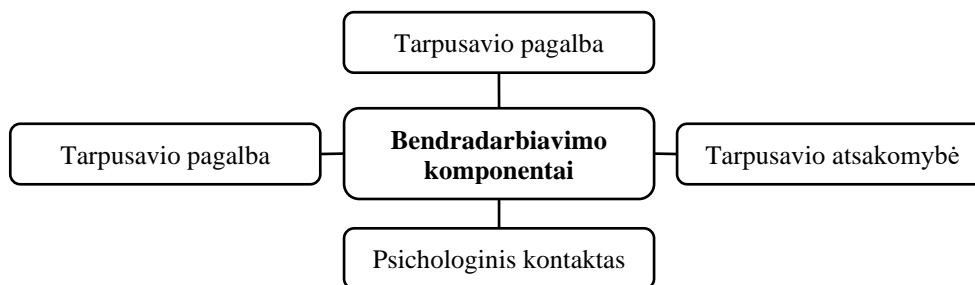 Tarpusavio pagalba
Tarpusavio pagalba
Bendradarbiavimo
komponentai
Tarpusavio atsakomybė
Psichologinis kontaktas